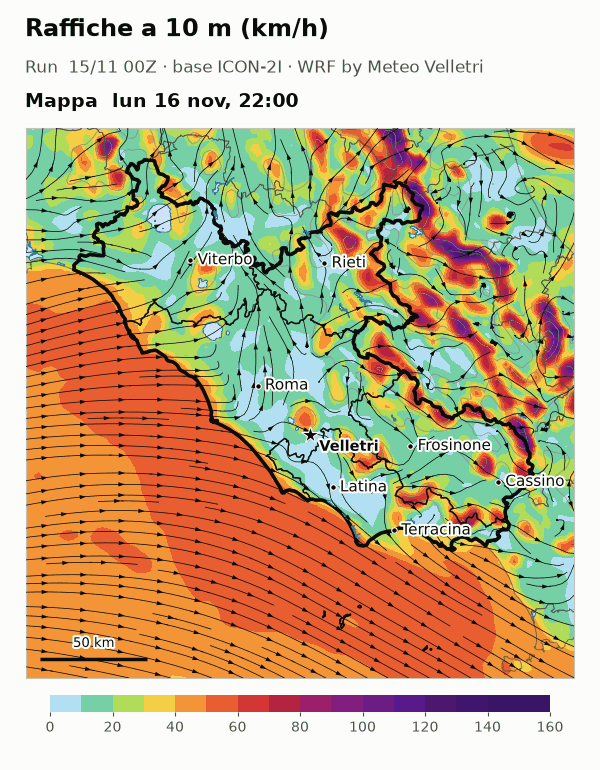 Raffiche a 10 m (km/h)
Run  15/11 00Z · base ICON-2I · WRF by Meteo Velletri
Mappa  lun 16 nov, 22:00
Viterbo
Rieti
Roma
Velletri
Frosinone
Cassino
Latina
Terracina
50 km
0 20 40 60 80 100 120 140 160